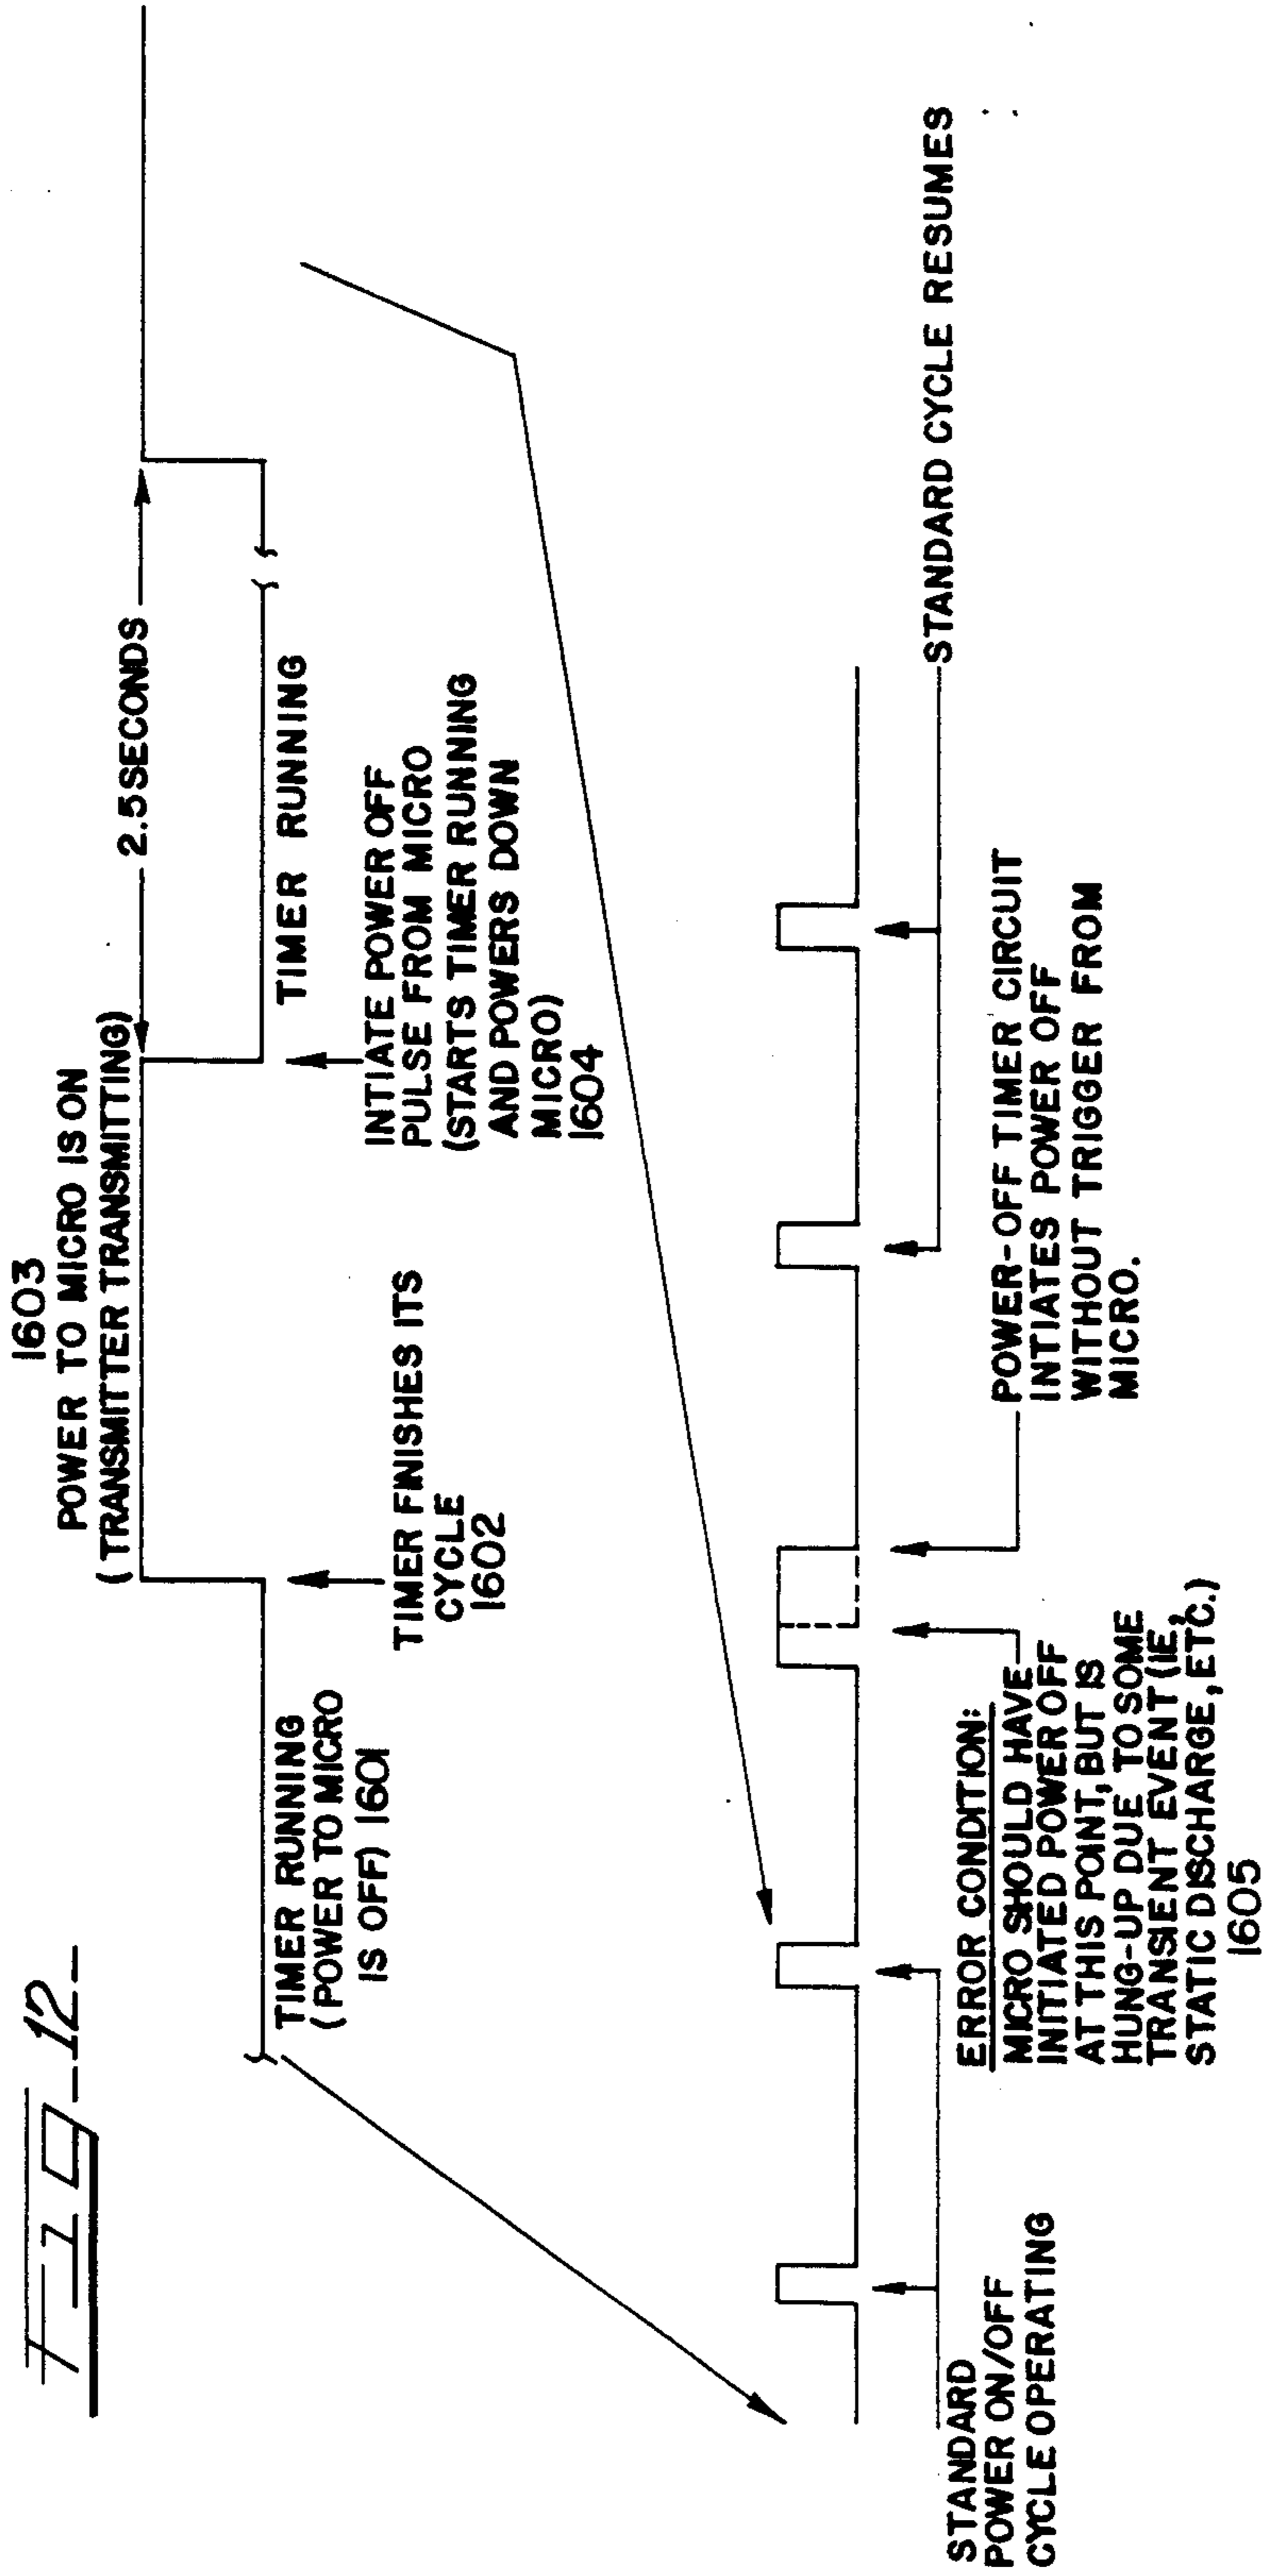 Fig-12-
1603
POWER TO MICRO IS ON
(TRANSMITTER TRANSMITTING)
2.5 SECONDS
TIMER RUNNING
(POWER TO MICRO
IS OFF) 1601
TIMER FINISHES ITS
CYCLE
1602
TIMER RUNNING
INTIATE POWER OFF
PULSE FROM MICRO
(STARTS TIMER RUNNING
AND POWERS DOWN
MICRO)
1604
STANDARD
POWER ON/OFF
CYCLE OPERATING
ERROR CONDITION:
MICRO SHOULD HAVE
INITIATED POWER OFF
AT THIS POINT, BUT IS
HUNG-UP DUE TO SOME
TRANSIENT EVENT (IE,
STATIC DISCHARGE, ETC.)
1605
POWER-OFF TIMER CIRCUIT
INTIATES POWER OFF
WITHOUT TRIGGER FROM
MICRO.
STANDARD CYCLE RESUMES